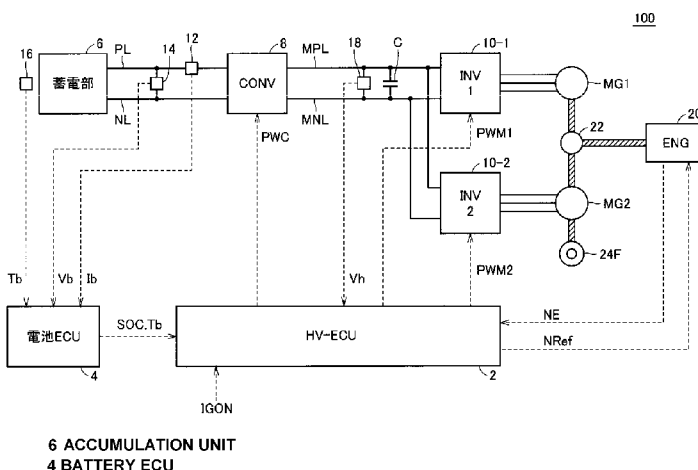 100
16
6
PL
14
12
8
MPL
18
C
10-1
蓄電部
CONV
INV
1
MG1
NL
MNL
20
PWC
PWM1
22
ENG
10-2
INV
2
MG2
24F
Tb
Vb
Ib
Vh
PWM2
電池ECU
SOC,Tb
HV-ECU
NE
NRef
4
2
IGON
6 ACCUMULATION UNIT
4 BATTERY ECU